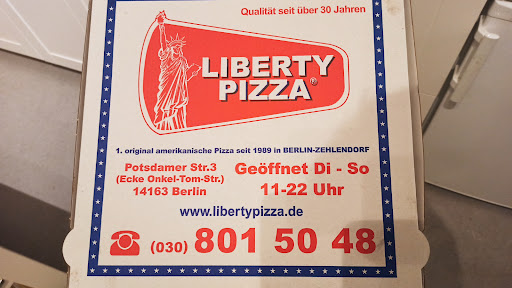 Qualität seit über 30 Jahren
LIBERTY
PIZZA®
1. original amerikanische Pizza seit 1989 in BERLIN-ZEHLENDORF
Potsdamer Str.3
(Ecke Onkel-Tom-Str.)
14163 Berlin
Geöffnet Di - So
11-22 Uhr
www.libertypizza.de
(030) 801 50 48